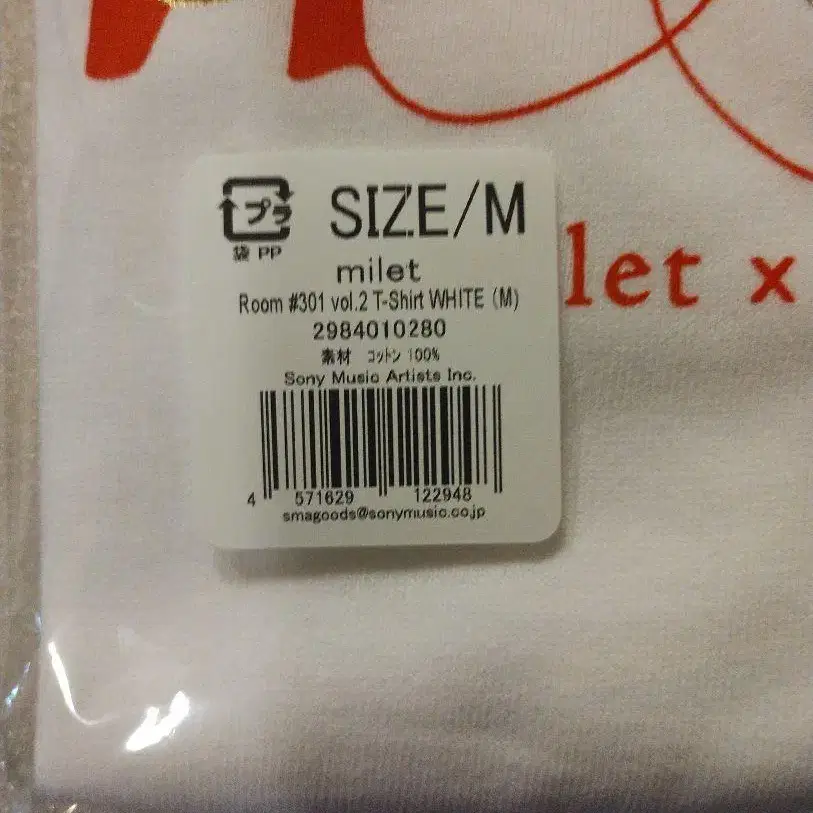 プラ
袋 PP
SIZE/M
milet
Room #301 vol.2 T-Shirt WHITE (M)
2984010280
素材 コットン 100%
Sony Music Artists Inc.
4 571629 122948
smagoods@sonymusic.co.jp
let ×